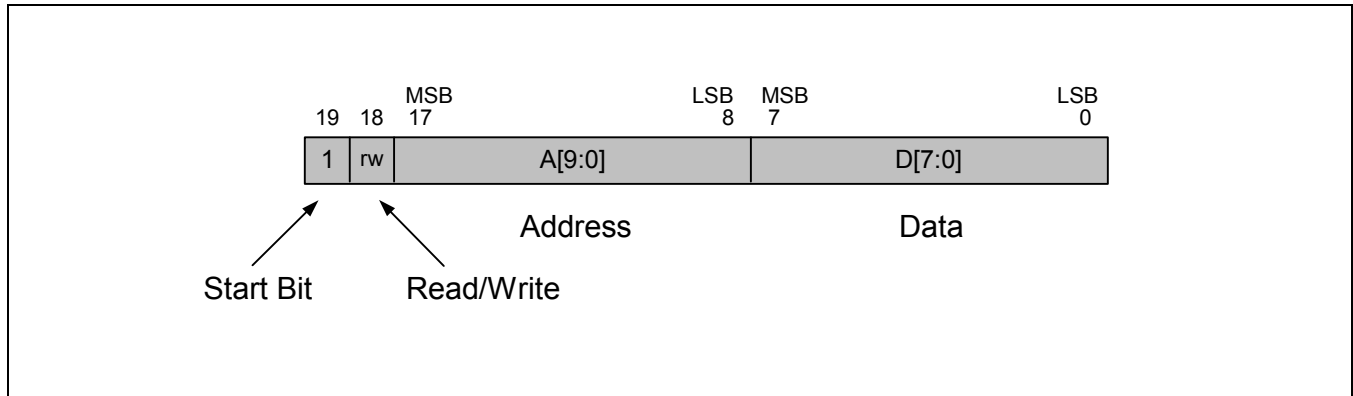 MSB LSB MSB LSB
19 18 17 8 7 0
1 rw A[9:0] D[7:0]
Address Data
Start Bit Read/Write